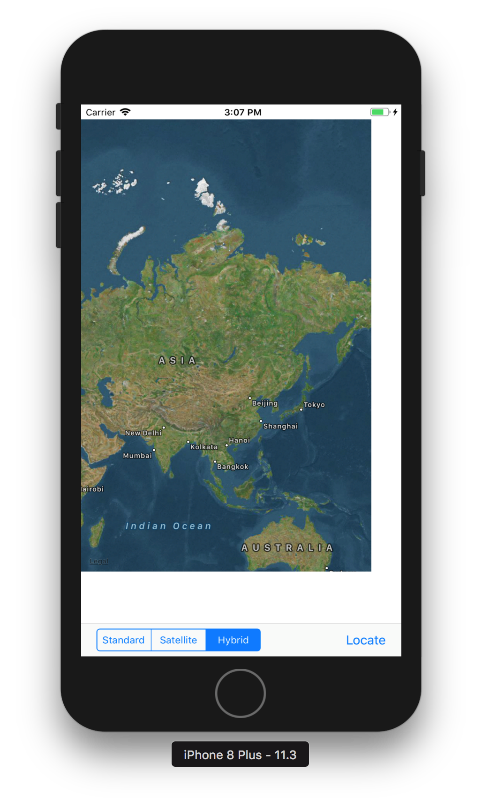 Carrier 3:07 PM
ASIA
Beijing
Tokyo
Shanghai
New Delhi
Hanoi
Kolkata
Mumbai
Bangkok
airobi
Indian Ocean
AUSTRALIA
Standard Satellite Hybrid Locate
iPhone 8 Plus - 11.3